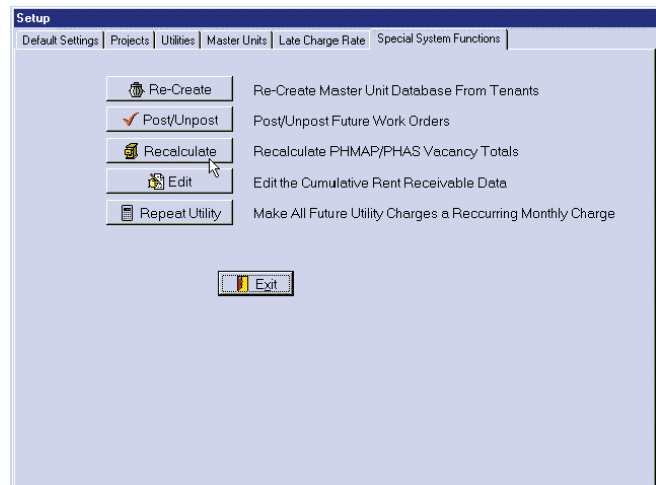 Setup
Default Settings Projects Utilities Master Units Late Charge Rate Special System Functions
Re-Create Re-Create Master Unit Database From Tenants
Post/Unpost Post/Unpost Future Work Orders
Recalculate Recalculate PHMAP/PHAS Vacancy Totals
Edit Edit the Cumulative Rent Receivable Data
Repeat Utility Make All Future Utility Charges a Reccurring Monthly Charge
Exit